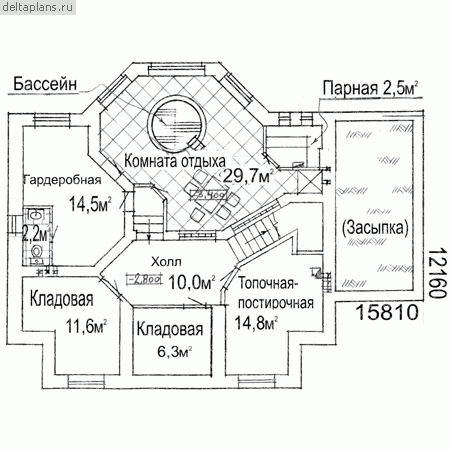 deltaplans.ru
Бассейн
Парная 2,5м²
Комната отдыха
29,7м²
Гардеробная
14,5м²
-3,400
(Засыпка)
2,2м²
Холл
-2,800
10,0м²
Топочная-
постирочная
14,8м²
Кладовая
11,6м²
Кладовая
6,3м²
12160
15810